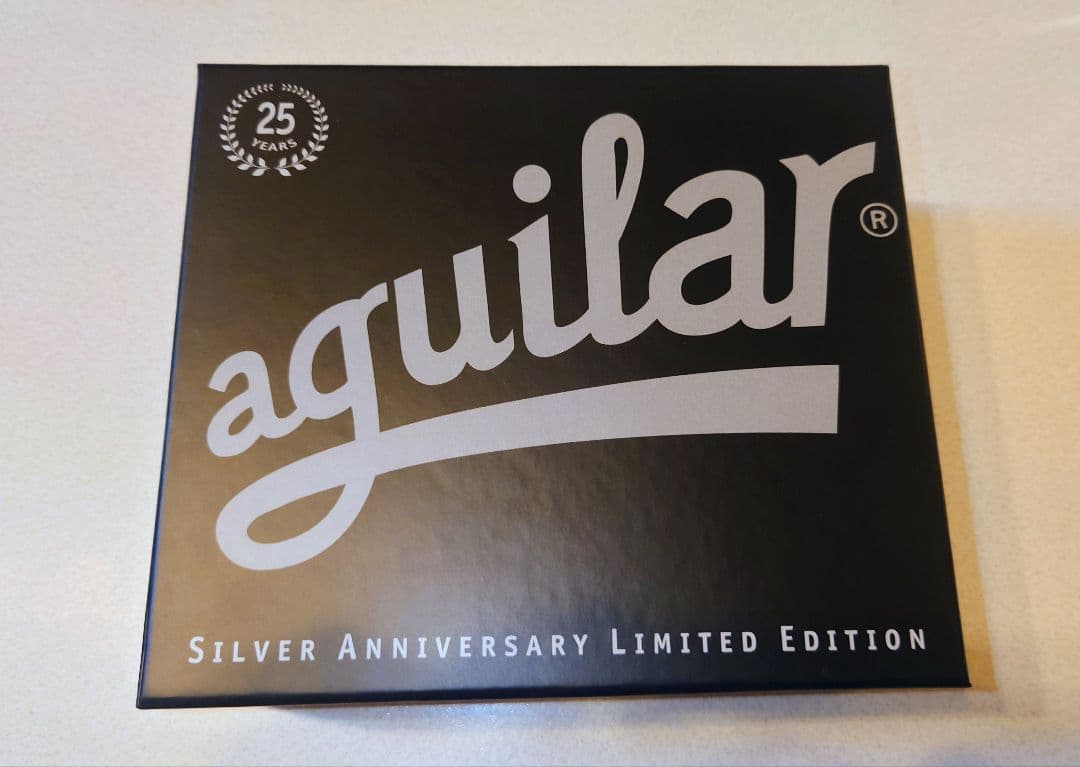 25
YEARS
aguilar®
SILVER ANNIVERSARY LIMITED EDITION